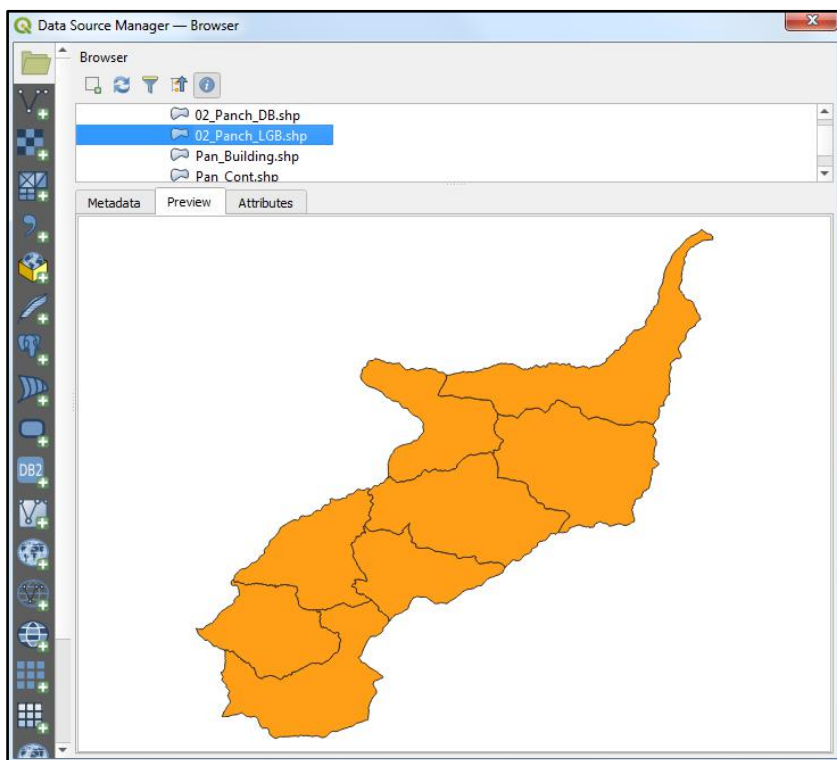 Data Source Manager — Browser
Browser
02_Panch_DB.shp
02_Panch_LGB.shp
Pan_Building.shp
Pan_Cont.shp
Metadata Preview Attributes
DB2